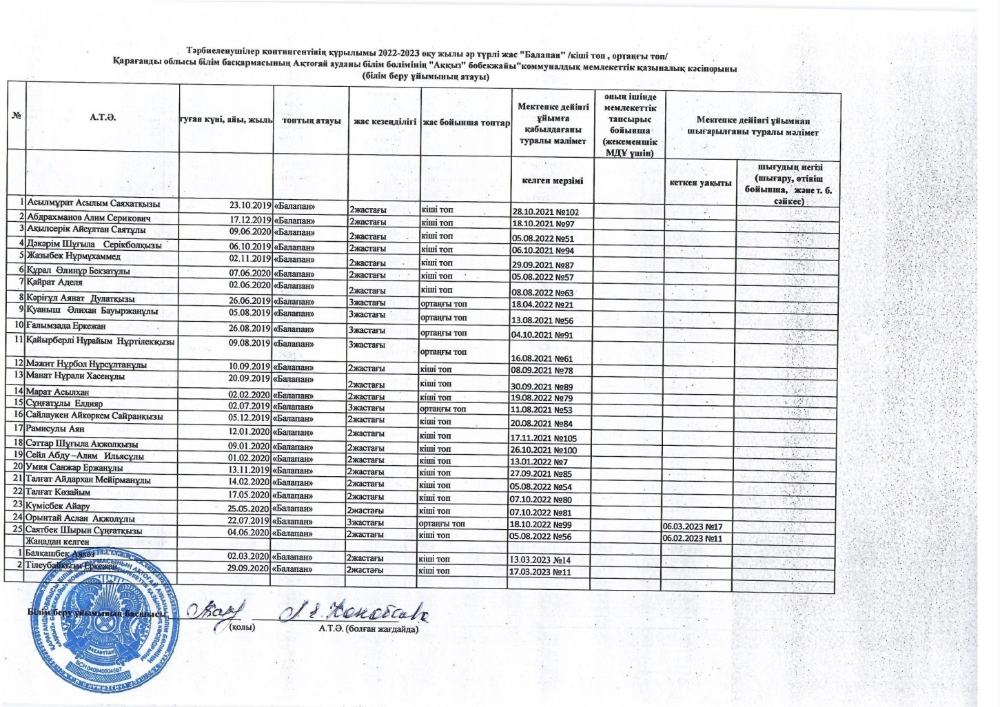 Тәрбиеленушілер қонтингентінің құрылымы 2022-2023 оқу жылы әр түрлі жас "Балапан" /кіші топ , ортаңғы топ/
Қарағанды облысы білім басқармасының Ақтоғай ауданы білім бөлімінің "Аққыз" бөбекжайы"коммуналдық мемлекеттік қазыналық кәсіпорыны
(білім беру ұйымының атауы)
№ А.Т.Ә. туған күні, айы, жыль топтың атауы жас кезеңділігі жас бойынша топтар Мектепке дейінгі ұйымға қабылдағаны туралы мәлімет оның ішінде мемлекеттік тапсырыс бойынша (жекеменшік МДҰ үшін) Мектепке дейінгі ұйымнан шығарылғаны туралы мәлімет
келген мерзімі кеткен уақыты шығудың негізі (шығару, өтініш бойынша, және т. б. сәйкес)
1 Асылмұрат Асылым Саяхатқызы 23.10.2019 «Балапан» 2жастағы кіші топ 28.10.2021 №102
2 Абдрахманов Алим Серикович 17.12.2019 «Балапан» 2жастағы кіші топ 18.10.2021 №97
3 Ақылсерік Айсұлтан Саятұлы 09.06.2020 «Балапан» 2жастағы кіші топ 05.08.2022 №51
4 Дәкәрім Шұғыла Серікболқызы 06.10.2019 «Балапан» 2жастағы кіші топ 06.10.2021 №94
5 Жазыбек Нұрмұхаммед 02.11.2019 «Балапан» 2жастағы кіші топ 29.09.2021 №87
6 Құрал Әлинұр Бекзатұлы 07.06.2020 «Балапан» 2жастағы кіші топ 05.08.2022 №57
7 Қайрат Аделя 02.06.2020 «Балапан» 2жастағы кіші топ 08.08.2022 №63
8 Кәріғұл Аянат Дулатқызы 26.06.2019 «Балапан» 3жастағы ортаңғы топ 18.04.2022 №21
9 Қуаныш Әлихан Бауыржанұлы 05.08.2019 «Балапан» 3жастағы ортаңғы топ 13.08.2021 №56
10 Ғалымзада Еркежан 26.08.2019 «Балапан» 3жастағы ортаңғы топ 04.10.2021 №91
11 Қайырберлі Нұрайым Нұртілекқызы 09.08.2019 «Балапан» 3жастағы ортаңғы топ 16.08.2021 №61
12 Мәжит Нұрбол Нұрсұлтанұлы 10.09.2019 «Балапан» 2жастағы кіші топ 08.09.2021 №78
13 Манат Нұрали Хасенұлы 20.09.2019 «Балапан» 2жастағы кіші топ 30.09.2021 №89
14 Марат Асылхан 02.02.2020 «Балапан» 2жастағы кіші топ 19.08.2022 №79
15 Сұңғатұлы Елдияр 02.07.2019 «Балапан» 3жастағы ортаңғы топ 11.08.2021 №53
16 Сайлаукен Айкөркем Сайранқызы 05.12.2019 «Балапан» 2жастағы кіші топ 20.08.2021 №84
17 Рамисулы Аян 12.01.2020 «Балапан» 2жастағы кіші топ 17.11.2021 №105
18 Сәттар Шұғыла Ақжолқызы 09.01.2020 «Балапан» 2жастағы кіші топ 26.10.2021 №100
19 Сейл Абду –Алим Ильясұлы 01.02.2020 «Балапан» 2жастағы кіші топ 13.01.2022 №7
20 Умия Санжар Ержанұлы 13.11.2019 «Балапан» 2жастағы кіші топ 27.09.2021 №85
21 Талғат Айдархан Мейірманұлы 14.02.2020 «Балапан» 2жастағы кіші топ 05.08.2022 №54
22 Талғат Көзайым 17.05.2020 «Балапан» 2жастағы кіші топ 07.10.2022 №80
23 Күмісбек Айару 25.05.2020 «Балапан» 2жастағы кіші топ 07.10.2022 №81
24 Орынтай Аслан Ақжолұлы 22.07.2019 «Балапан» 3жастағы ортаңғы топ 18.10.2022 №99 06.03.2023 №17
25 Саятбек Шырын Сұңғатқызы 04.06.2020 «Балапан» 2жастағы кіші топ 05.08.2022 №56 06.02.2023 №11
Жаңадан келген
1 Балқашбек Аякөз 02.03.2020 «Балапан» 2жастағы кіші топ 13.03.2023 №14
2 Тілеубайқызы Еркежан 29.09.2020 «Балапан» 2жастағы кіші топ 17.03.2023 №11
Білім беру ұйымының басшысы
(қолы) А.Т.Ә. (болған жағдайда)
ҚАЗАҚСТАН
БСН 040940004567